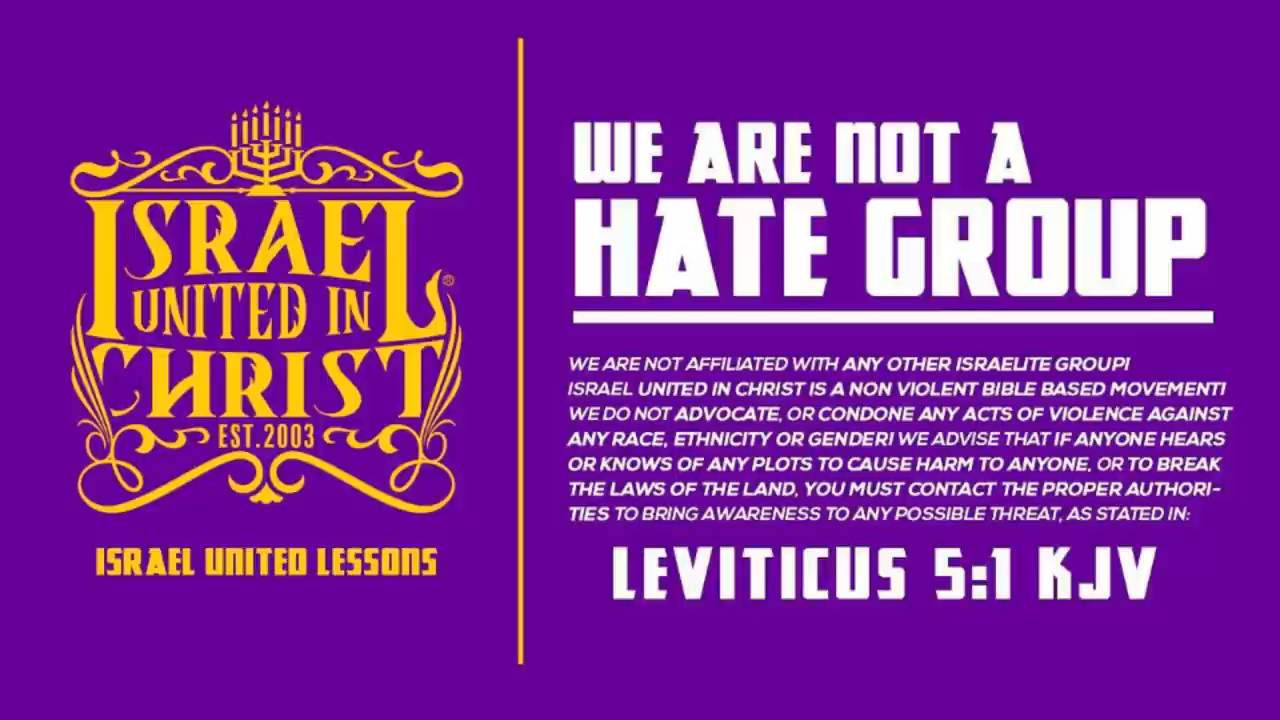 ISRAEL
UNITED IN
CHRIST
EST.2003
®
ISRAEL UNITED LESSONS
WE ARE NOT A
HATE GROUP
WE ARE NOT AFFILIATED WITH ANY OTHER ISRAELITE GROUP!
ISRAEL UNITED IN CHRIST IS A NON VIOLENT BIBLE BASED MOVEMENT!
WE DO NOT ADVOCATE, OR CONDONE ANY ACTS OF VIOLENCE AGAINST
ANY RACE, ETHNICITY OR GENDER! WE ADVISE THAT IF ANYONE HEARS
OR KNOWS OF ANY PLOTS TO CAUSE HARM TO ANYONE, OR TO BREAK
THE LAWS OF THE LAND, YOU MUST CONTACT THE PROPER AUTHORI-
TIES TO BRING AWARENESS TO ANY POSSIBLE THREAT, AS STATED IN:
LEVITICUS 5:1 KJV